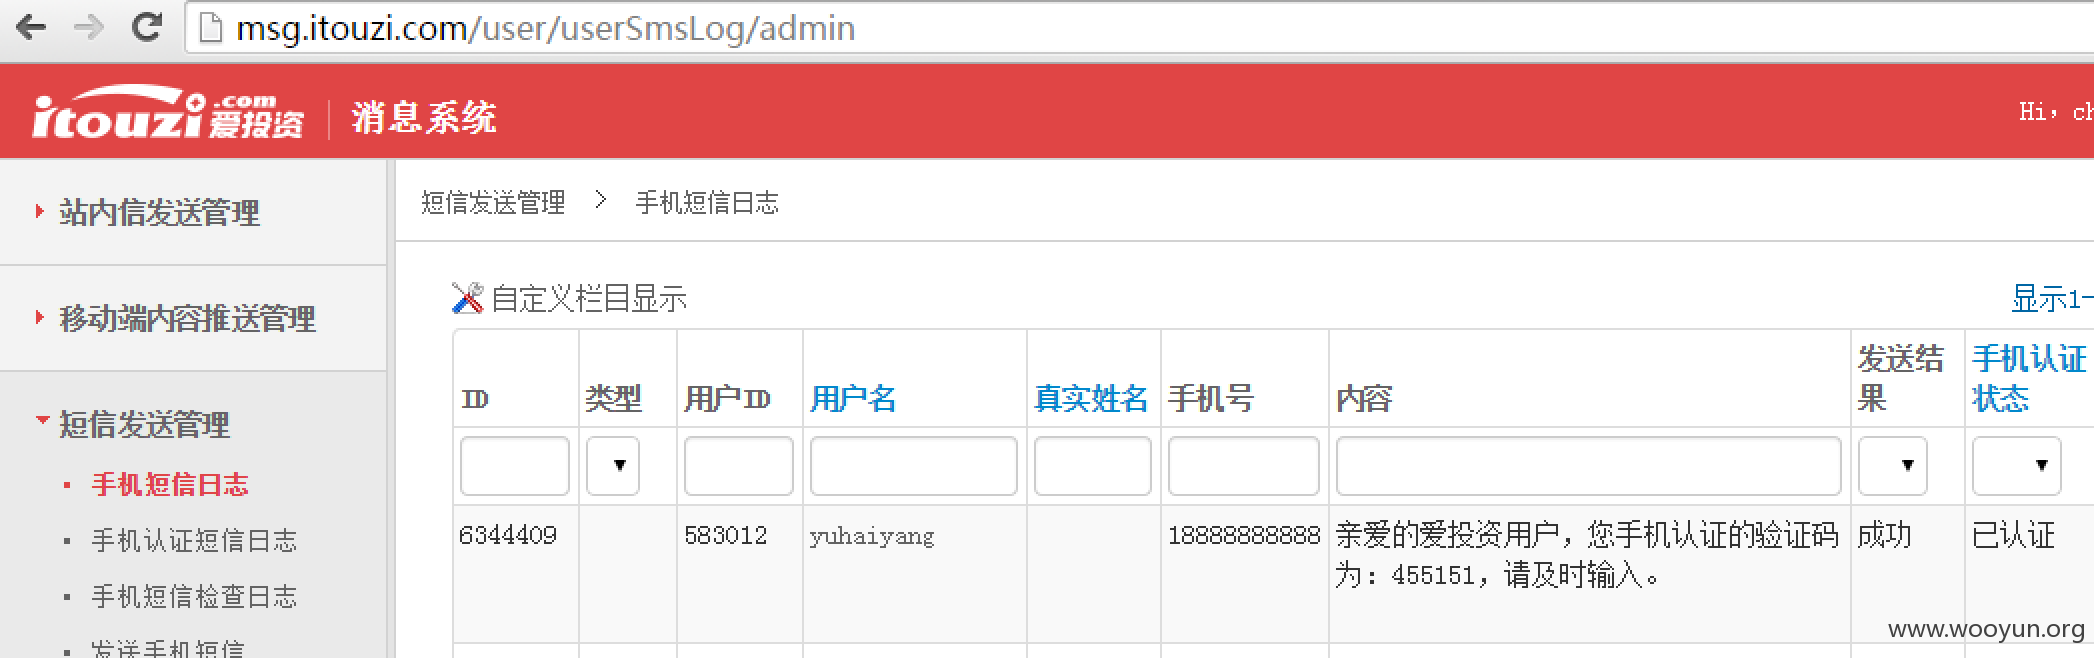 msg.itouzi.com/user/userSmsLog/admin
itouzi.com爱投资 消息系统
Hi，ch
站内信发送管理
移动端内容推送管理
短信发送管理
手机短信日志
手机认证短信日志
手机短信检查日志
发送手机短信
短信发送管理 > 手机短信日志
自定义栏目显示
显示1-
ID 类型 用户ID 用户名 真实姓名 手机号 内容 发送结果 手机认证状态
6344409 583012 yuhaiyang 18888888888 亲爱的爱投资用户，您手机认证的验证码 成功 已认证
为：455151，请及时输入。
www.wooyun.org